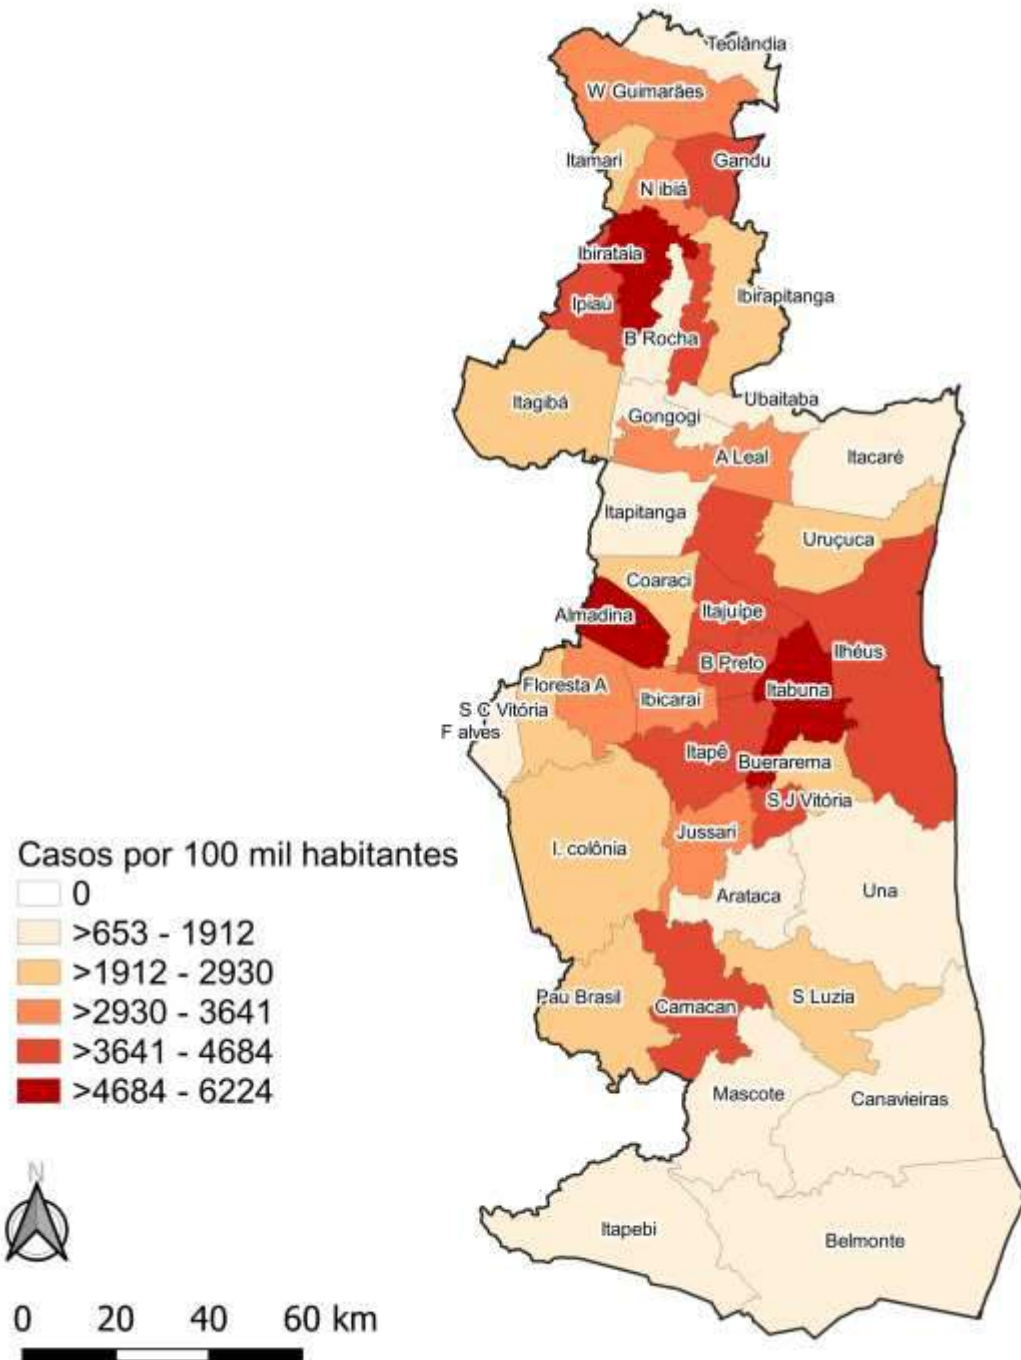 Teolândia
W Guimarães
Itamari
Gandu
N ibiá
Ibirataia
Ipiaú
Ibirapitanga
B Rocha
Itagibá
Ubaitaba
Gongogi
A Leal
Itacaré
Itapitanga
Uruçuca
Coaraci
Almadina
Itajuípe
Ilhéus
B Preto
Floresta A
Ibicaraí
Itabuna
S C Vitória
F alves
Itapê
Buerarema
S J Vitória
Jussari
I. colônia
Arataca
Una
Pau Brasil
Camacan
S Luzia
Mascote
Canavieiras
Itapebi
Belmonte
Casos por 100 mil habitantes
0
>653 - 1912
>1912 - 2930
>2930 - 3641
>3641 - 4684
>4684 - 6224
N
0 20 40 60 km